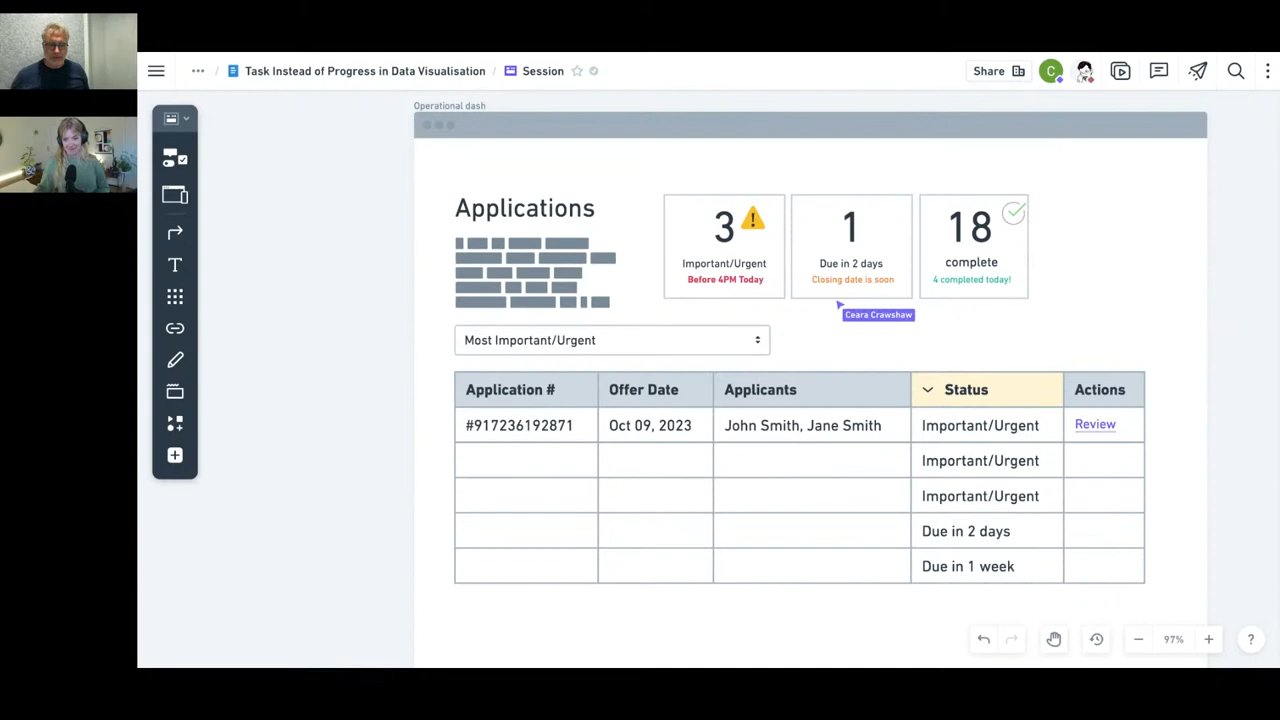 ... / Task Instead of Progress in Data Visualisation / Session
Share
C
Operational dash
Applications
3
Important/Urgent
Before 4PM Today
1
Due in 2 days
Closing date is soon
18
complete
4 completed today!
Ceara Crawshaw
Most Important/Urgent
Application # Offer Date Applicants Status Actions
#917236192871 Oct 09, 2023 John Smith, Jane Smith Important/Urgent Review
Important/Urgent
Important/Urgent
Due in 2 days
Due in 1 week
T
97%
?